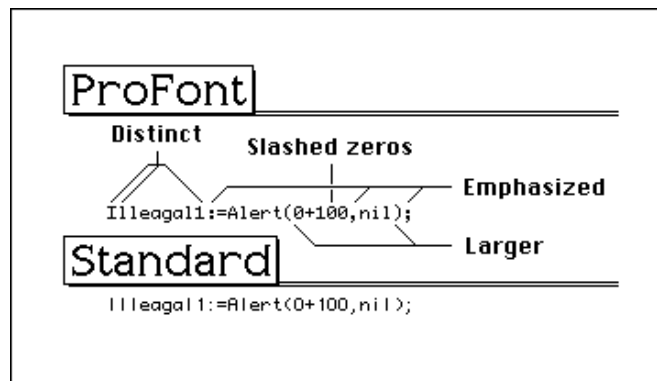 ProFont
Distinct
Slashed zeros
Emphasized
Illeagal1:=Alert(0+100,nil);
Larger
Standard
Illeagal1:=Alert(0+100,nil);